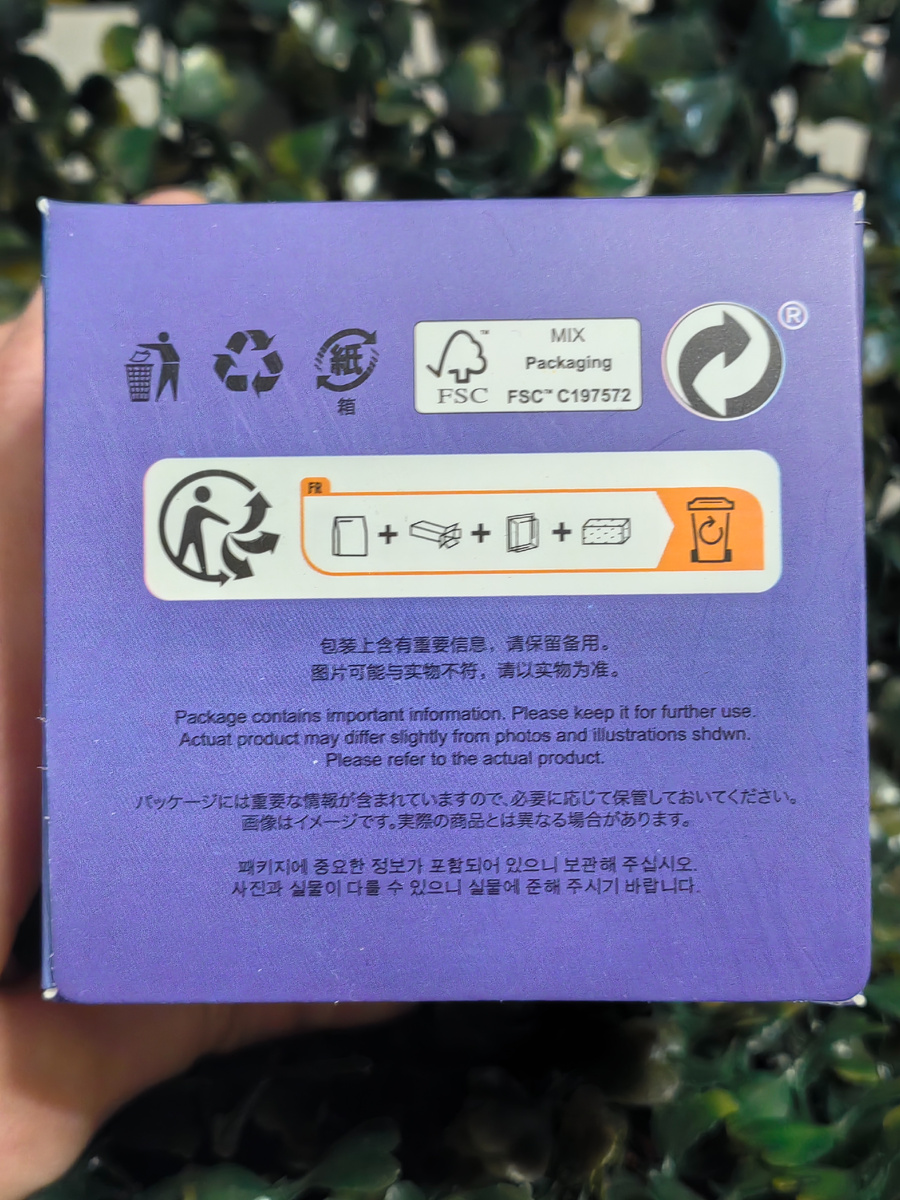 紙
箱
FSC™
MIX
Packaging
FSC™ C197572
®
FR
包装上含有重要信息，请保留备用。
图片可能与实物不符，请以实物为准。
Package contains important information. Please keep it for further use.
Actuat product may differ slightly from photos and illustrations shdwn.
Please refer to the actual product.
パッケージには重要な情報が含まれていますので、必要に応じて保管しておいてください。
画像はイメージです。実際の商品とは異なる場合があります。
패키지에 중요한 정보가 포함되어 있으니 보관해 주십시오.
사진과 실물이 다를 수 있으니 실물에 준해 주시기 바랍니다.